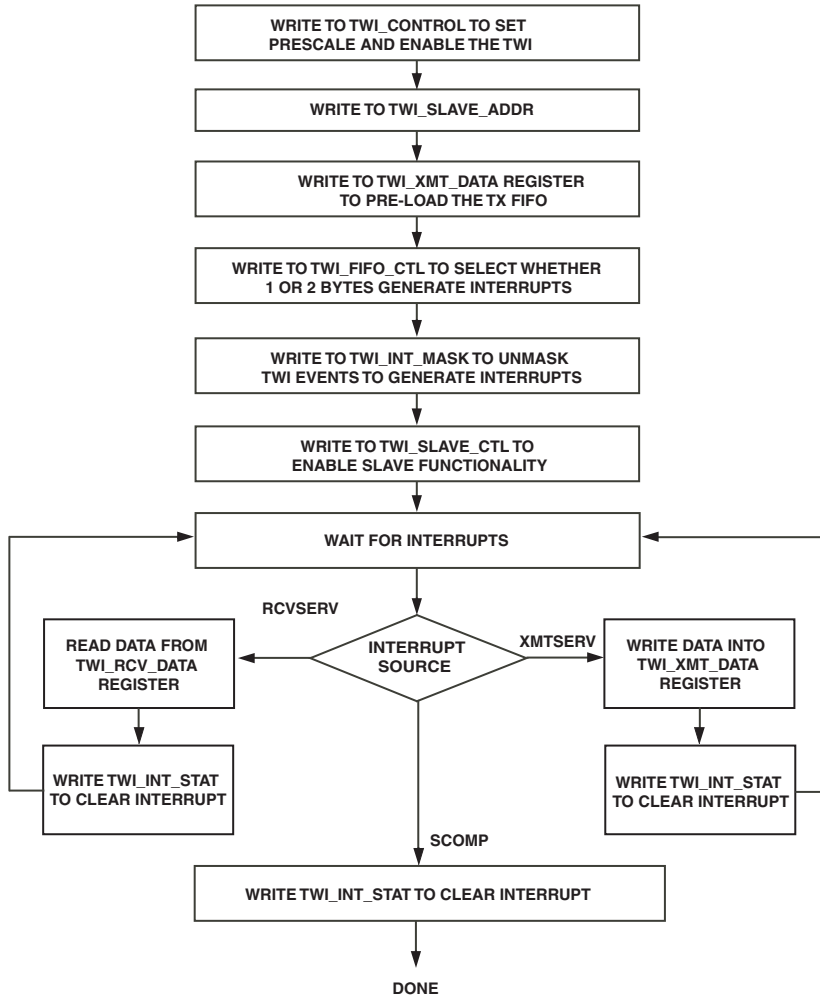 WRITE TO TWI_CONTROL TO SET
PRESCALE AND ENABLE THE TWI
WRITE TO TWI_SLAVE_ADDR
WRITE TO TWI_XMT_DATA REGISTER
TO PRE-LOAD THE TX FIFO
WRITE TO TWI_FIFO_CTL TO SELECT WHETHER
1 OR 2 BYTES GENERATE INTERRUPTS
WRITE TO TWI_INT_MASK TO UNMASK
TWI EVENTS TO GENERATE INTERRUPTS
WRITE TO TWI_SLAVE_CTL TO
ENABLE SLAVE FUNCTIONALITY
WAIT FOR INTERRUPTS
RCVSERV
INTERRUPT
SOURCE
XMTSERV
READ DATA FROM
TWI_RCV_DATA
REGISTER
WRITE DATA INTO
TWI_XMT_DATA
REGISTER
WRITE TWI_INT_STAT
TO CLEAR INTERRUPT
WRITE TWI_INT_STAT
TO CLEAR INTERRUPT
SCOMP
WRITE TWI_INT_STAT TO CLEAR INTERRUPT
DONE